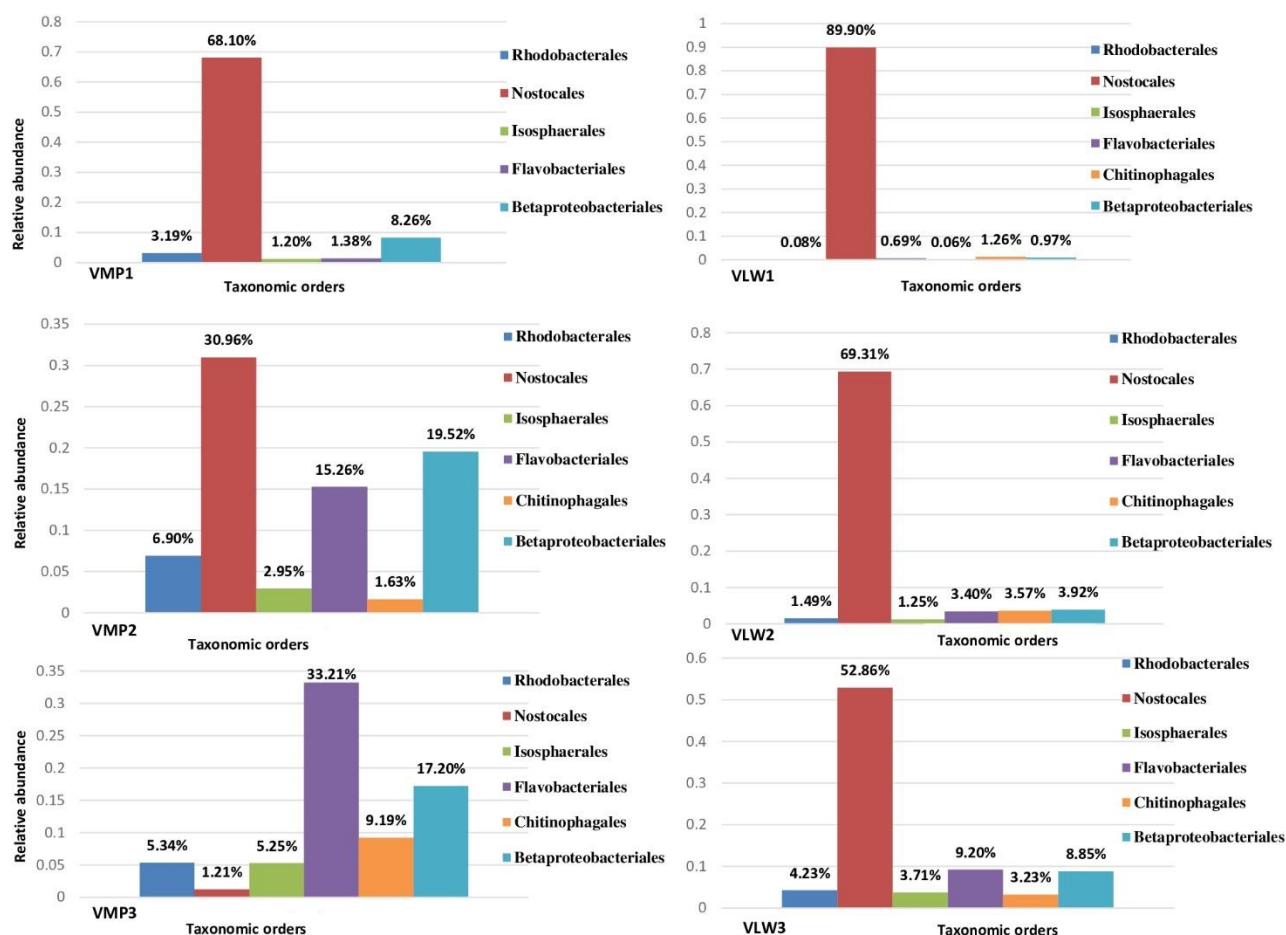 0.8
0.7
0.6
0.5
0.4
0.3
0.2
0.1
0
Relative abundance
3.19%
68.10%
1.20%
1.38%
8.26%
Rhodobacterales
Nostocales
Isosphaerales
Flavobacteriales
Betaproteobacteriales
VMP1
Taxonomic orders
1
0.9
0.8
0.7
0.6
0.5
0.4
0.3
0.2
0.1
0
0.08%
89.90%
0.69%
0.06%
1.26%
0.97%
Rhodobacterales
Nostocales
Isosphaerales
Flavobacteriales
Chitinophagales
Betaproteobacteriales
VLW1
Taxonomic orders
0.35
0.3
0.25
0.2
0.15
0.1
0.05
0
Relative abundance
6.90%
30.96%
2.95%
15.26%
1.63%
19.52%
Rhodobacterales
Nostocales
Isosphaerales
Flavobacteriales
Chitinophagales
Betaproteobacteriales
VMP2
Taxonomic orders
0.8
0.7
0.6
0.5
0.4
0.3
0.2
0.1
0
1.49%
69.31%
1.25%
3.40%
3.57%
3.92%
Rhodobacterales
Nostocales
Isosphaerales
Flavobacteriales
Chitinophagales
Betaproteobacteriales
VLW2
Taxonomic orders
0.35
0.3
0.25
0.2
0.15
0.1
0.05
0
Relative abundance
5.34%
1.21%
5.25%
33.21%
9.19%
17.20%
Rhodobacterales
Nostocales
Isosphaerales
Flavobacteriales
Chitinophagales
Betaproteobacteriales
VMP3
Taxonomic orders
0.6
0.5
0.4
0.3
0.2
0.1
0
4.23%
52.86%
3.71%
9.20%
3.23%
8.85%
Rhodobacterales
Nostocales
Isosphaerales
Flavobacteriales
Chitinophagales
Betaproteobacteriales
VLW3
Taxonomic orders